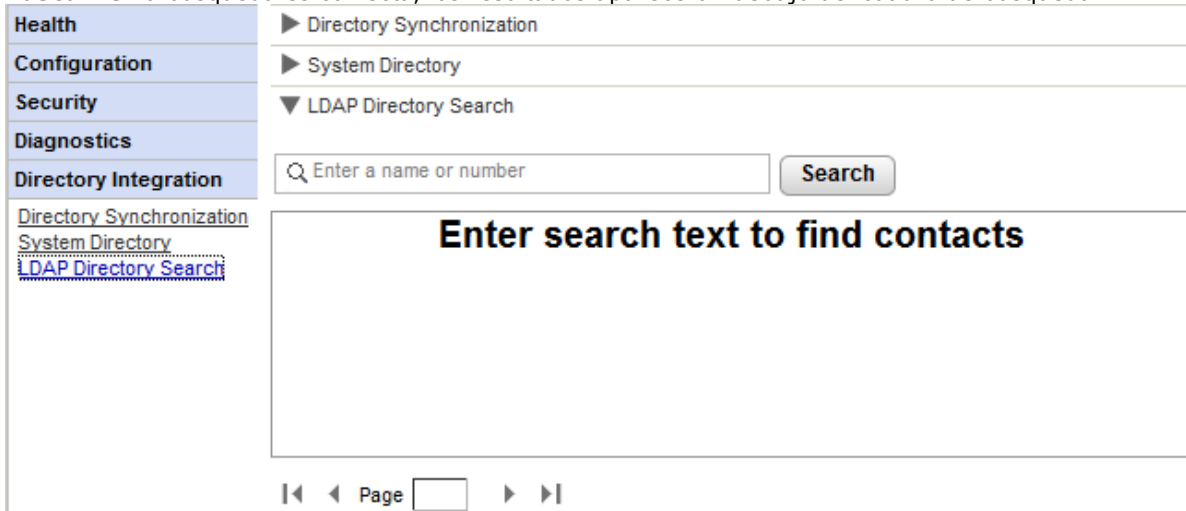 Health
Configuration
Security
Diagnostics
Directory Integration
Directory Synchronization
System Directory
LDAP Directory Search
Directory Synchronization
System Directory
LDAP Directory Search
Enter a name or number
Search
Enter search text to find contacts
Page